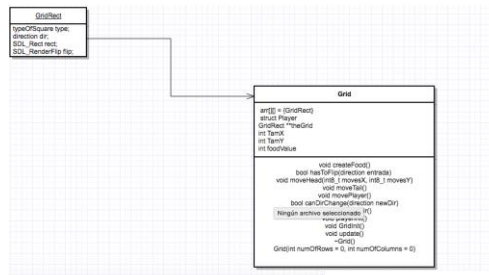 GridRect
typeOfSquare type;
direction dir;
SDL_Rect rect;
SDL_RenderFlip flip;
Grid
arr[][] = {GridRect}
struct Player
GridRect **theGrid
int TamX
int TamY
int foodValue
void createFood()
bool hasToFlip(direction entrada)
void moveHead(int8_t movesX, int8_t movesY)
void moveTail()
void movePlayer()
bool canDirChange(direction newDir)
Ningún archivo seleccionado
void GridInit()
void update()
~Grid()
Grid(int numOfRows = 0, int numOfColumns = 0)